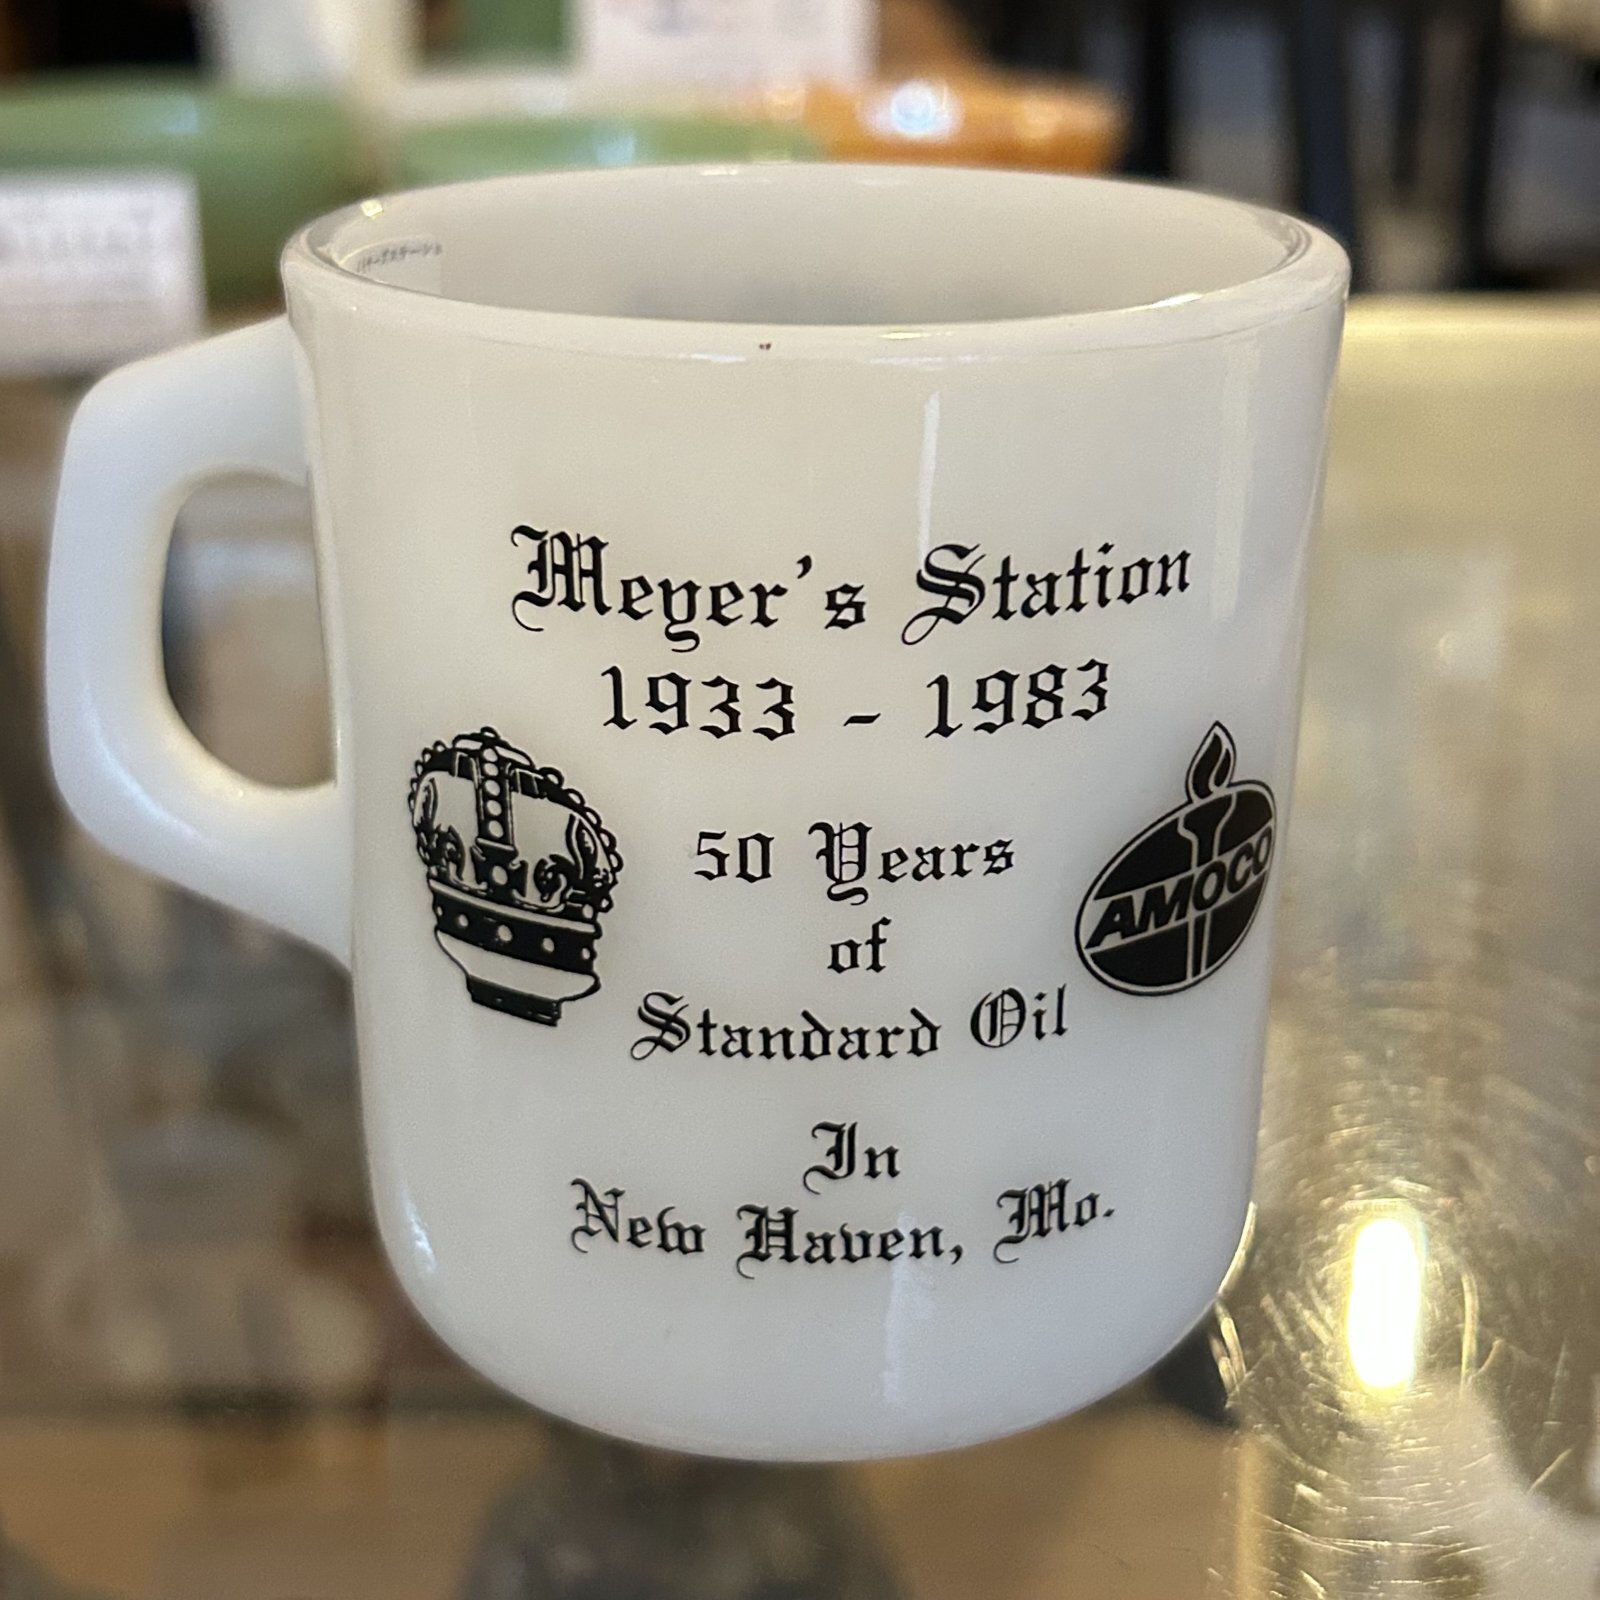 Meyer's Station
1933 - 1983
50 Years
of
Standard Oil
AMOCO
In
New Haven, Mo.